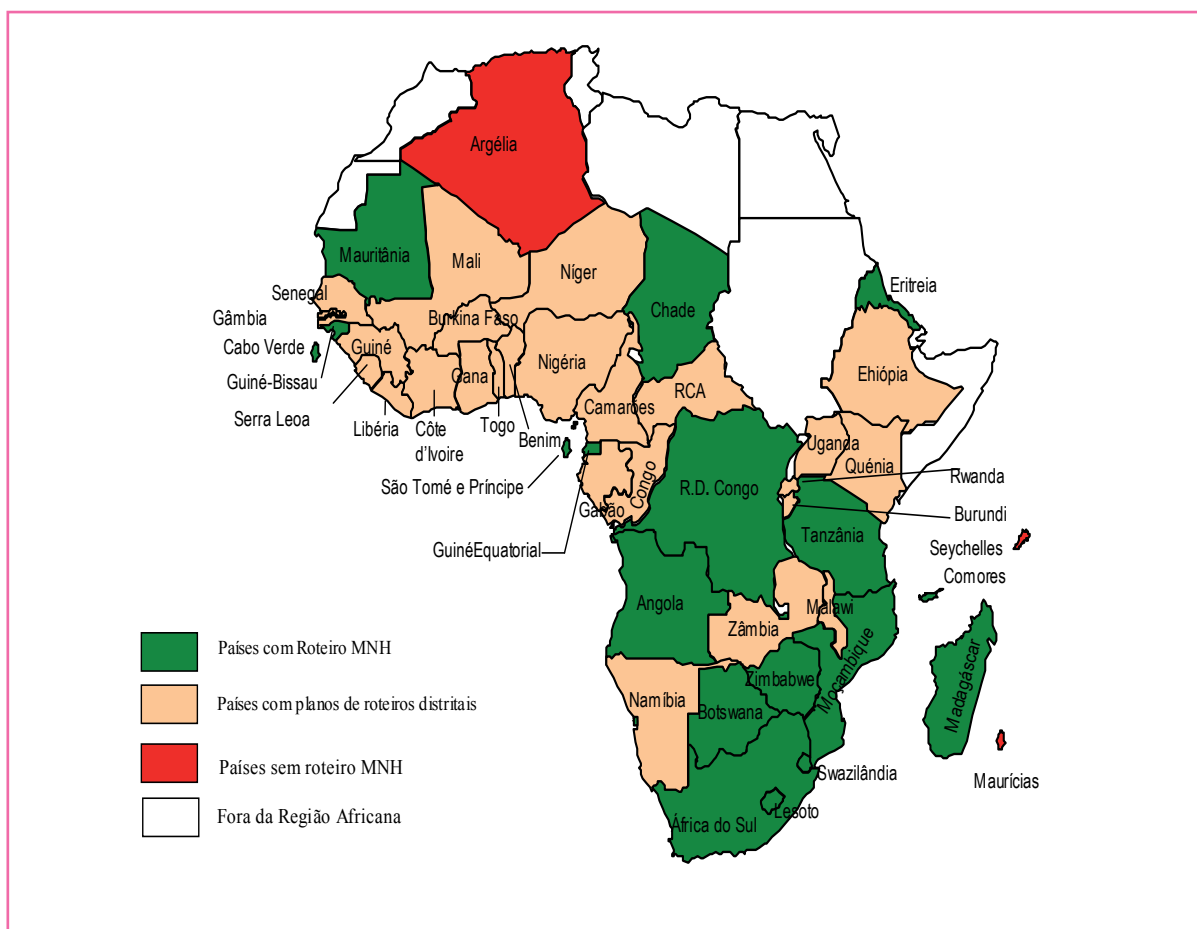 Argélia
Mauritânia
Mali
Níger
Chade
Eritreia
Senegal
Gâmbia
Burkina Faso
Cabo Verde
Guiné
Nigéria
Ehiópia
Guiné-Bissau
Gana
RCA
Serra Leoa
Camarões
Libéria
Côte
d'Ivoire
Togo
Benim
Uganda
Quénia
São Tomé e Príncipe
Congo
R.D. Congo
Rwanda
Gabão
Burundi
GuinéEquatorial
Tanzânia
Seychelles
Comores
Angola
Malawi
Zâmbia
Moçambique
Zimbabwe
Madagáscar
Namíbia
Botswana
Swazilândia
Maurícias
Lesoto
África do Sul
Países com Roteiro MNH
Países com planos de roteiros distritais
Países sem roteiro MNH
Fora da Região Africana